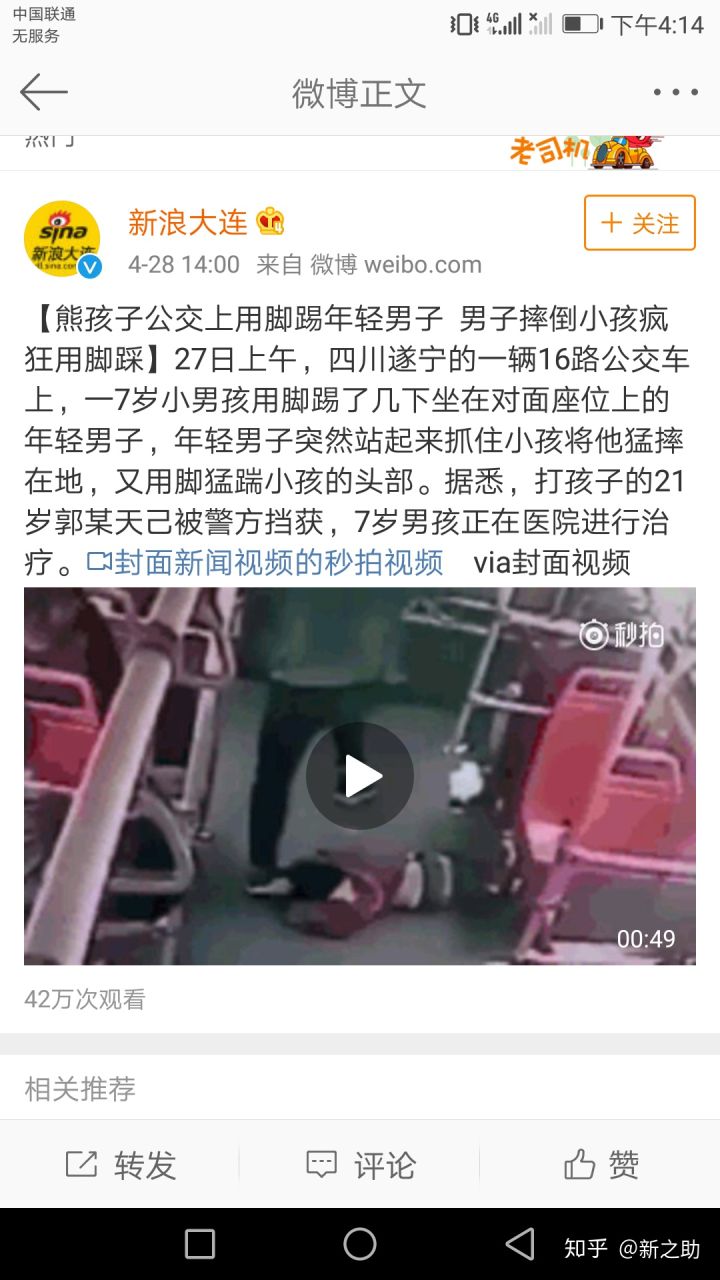 中国联通
无服务
4G
下午4:14
微博正文
热门
老司机
sina
新浪大连
新浪大连
4-28 14:00 来自 微博 weibo.com
+ 关注
【熊孩子公交上用脚踢年轻男子 男子摔倒小孩疯
狂用脚踩】27日上午，四川遂宁的一辆16路公交车
上，一7岁小男孩用脚踢了几下坐在对面座位上的
年轻男子，年轻男子突然站起来抓住小孩将他猛摔
在地，又用脚猛踹小孩的头部。据悉，打孩子的21
岁郭某天己被警方挡获，7岁男孩正在医院进行治
疗。封面新闻视频的秒拍视频 via封面视频
秒拍
00:49
42万次观看
相关推荐
转发
评论
赞
知乎 @新之助